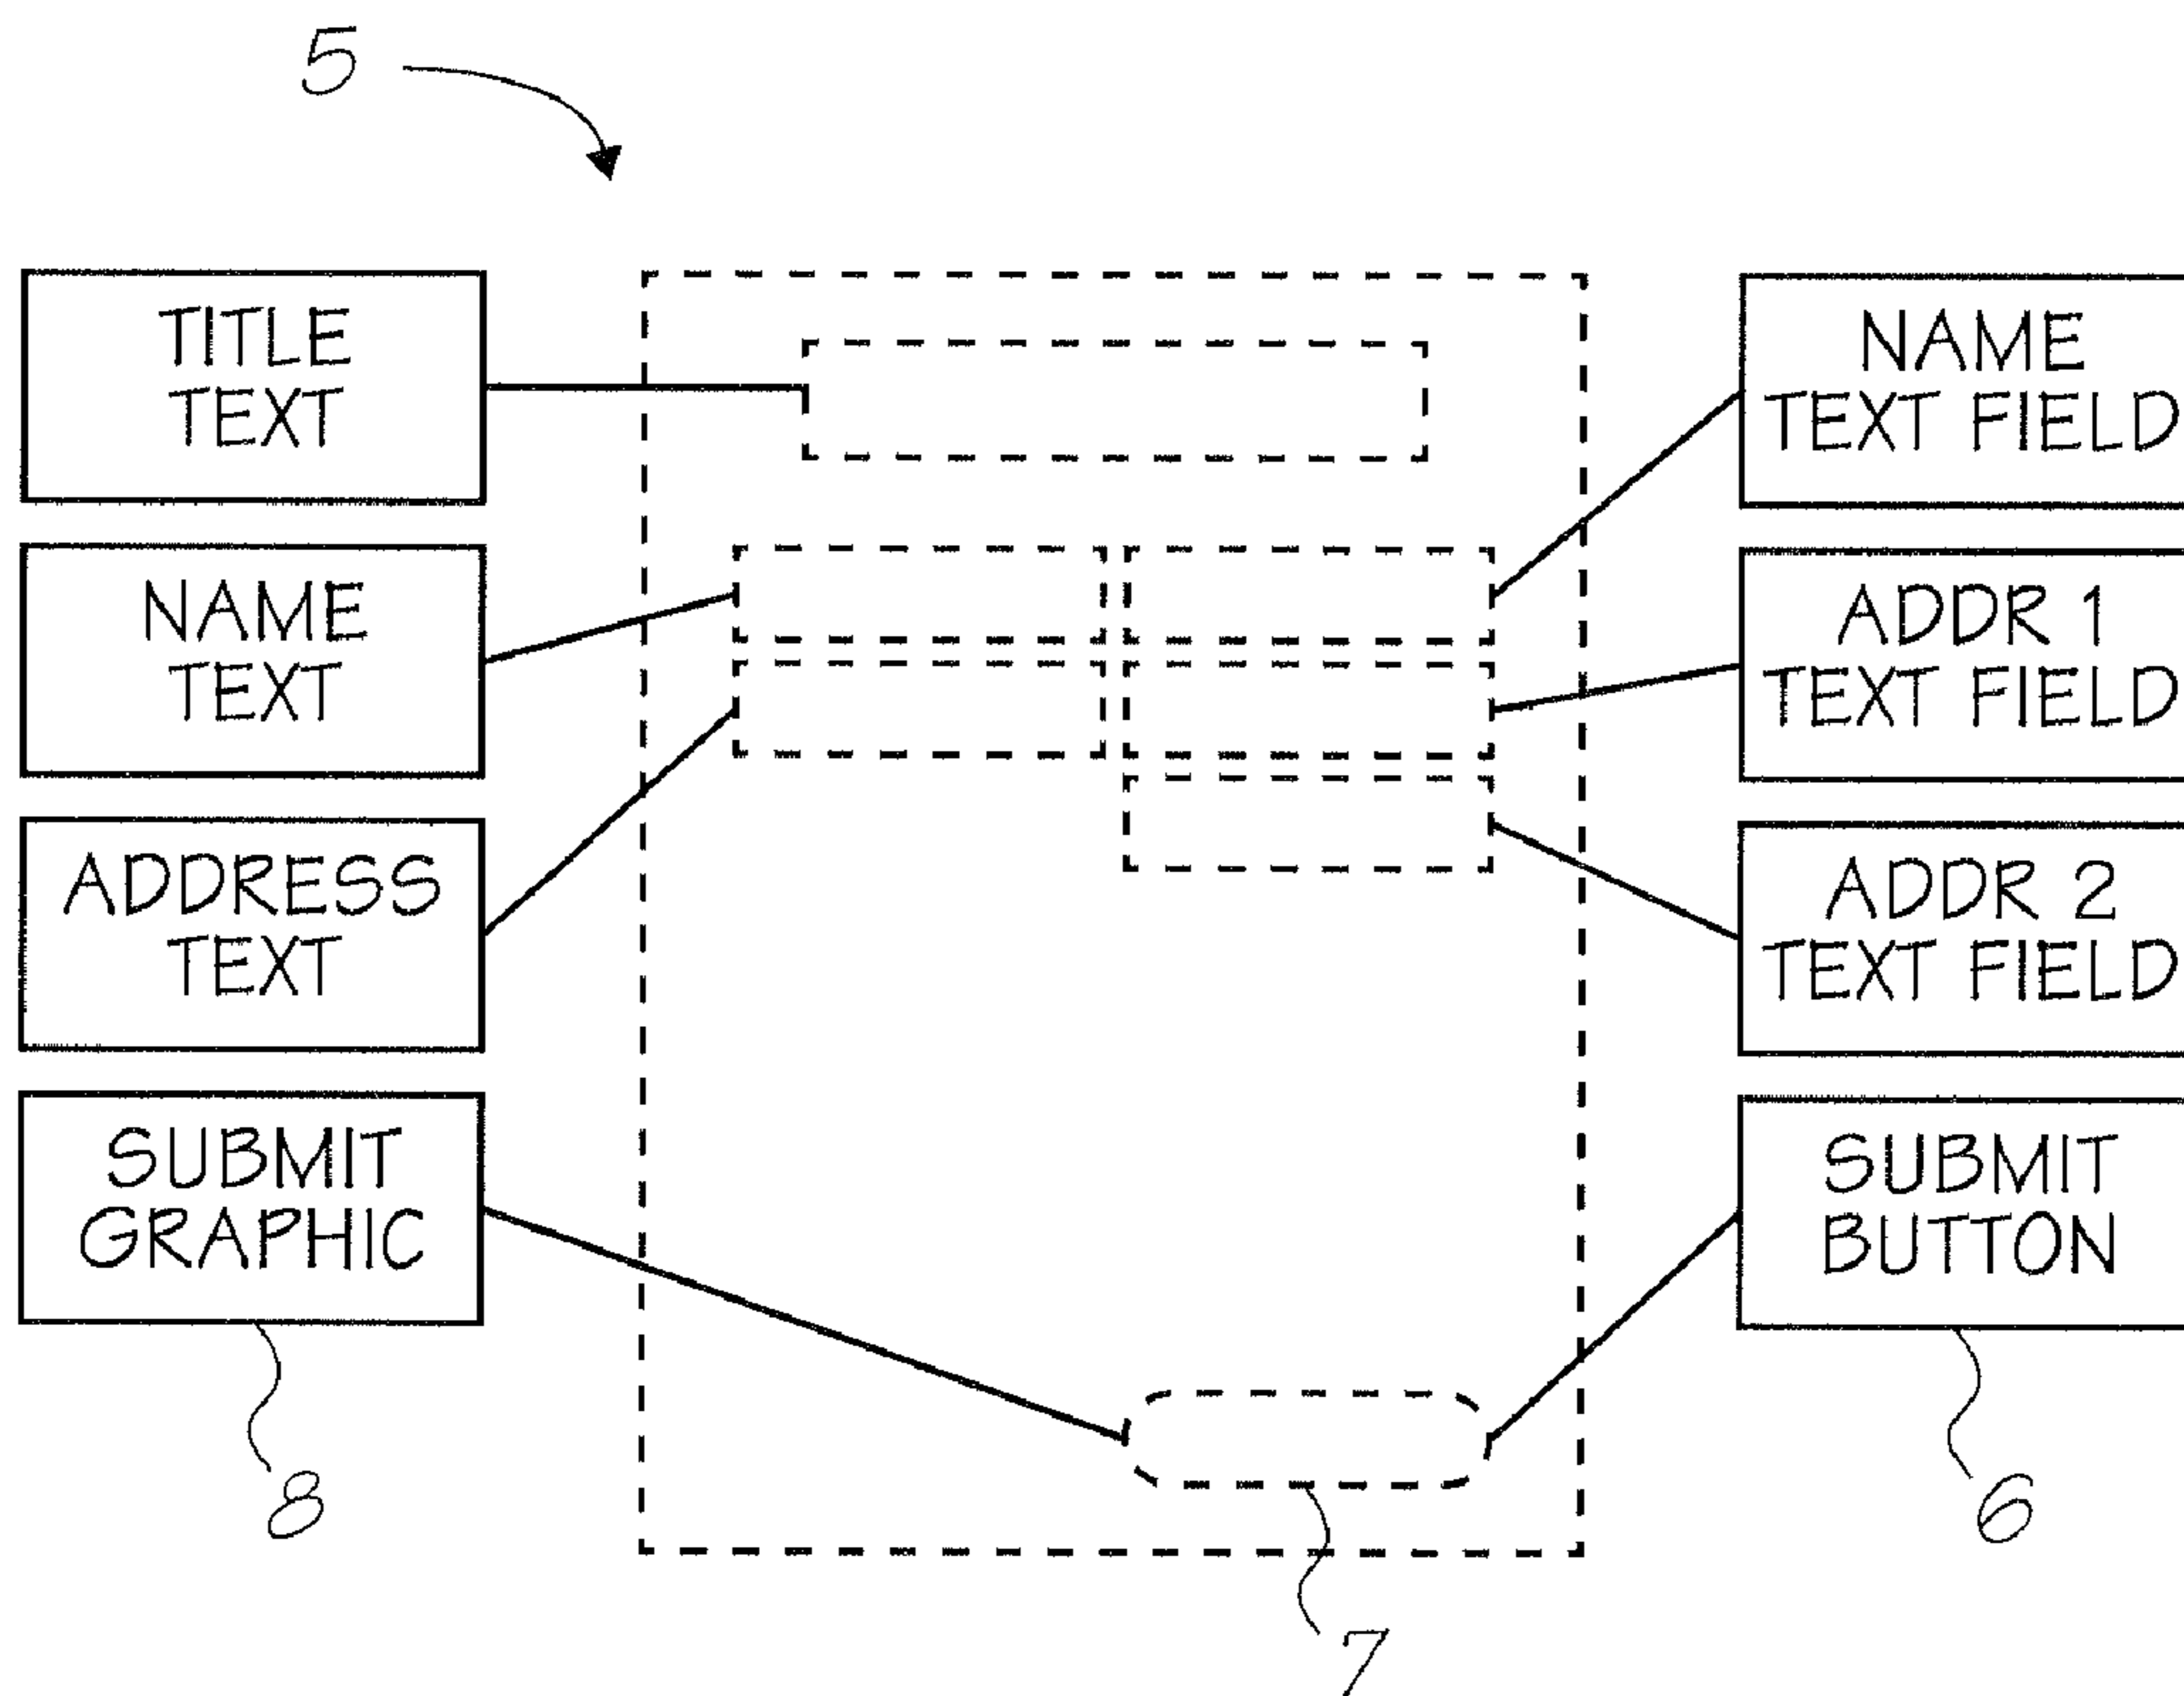 5
TITLE
TEXT
NAME
TEXT
ADDRESS
TEXT
SUBMIT
GRAPHIC
8
NAME
TEXT FIELD
ADDR 1
TEXT FIELD
ADDR 2
TEXT FIELD
SUBMIT
BUTTON
6
7